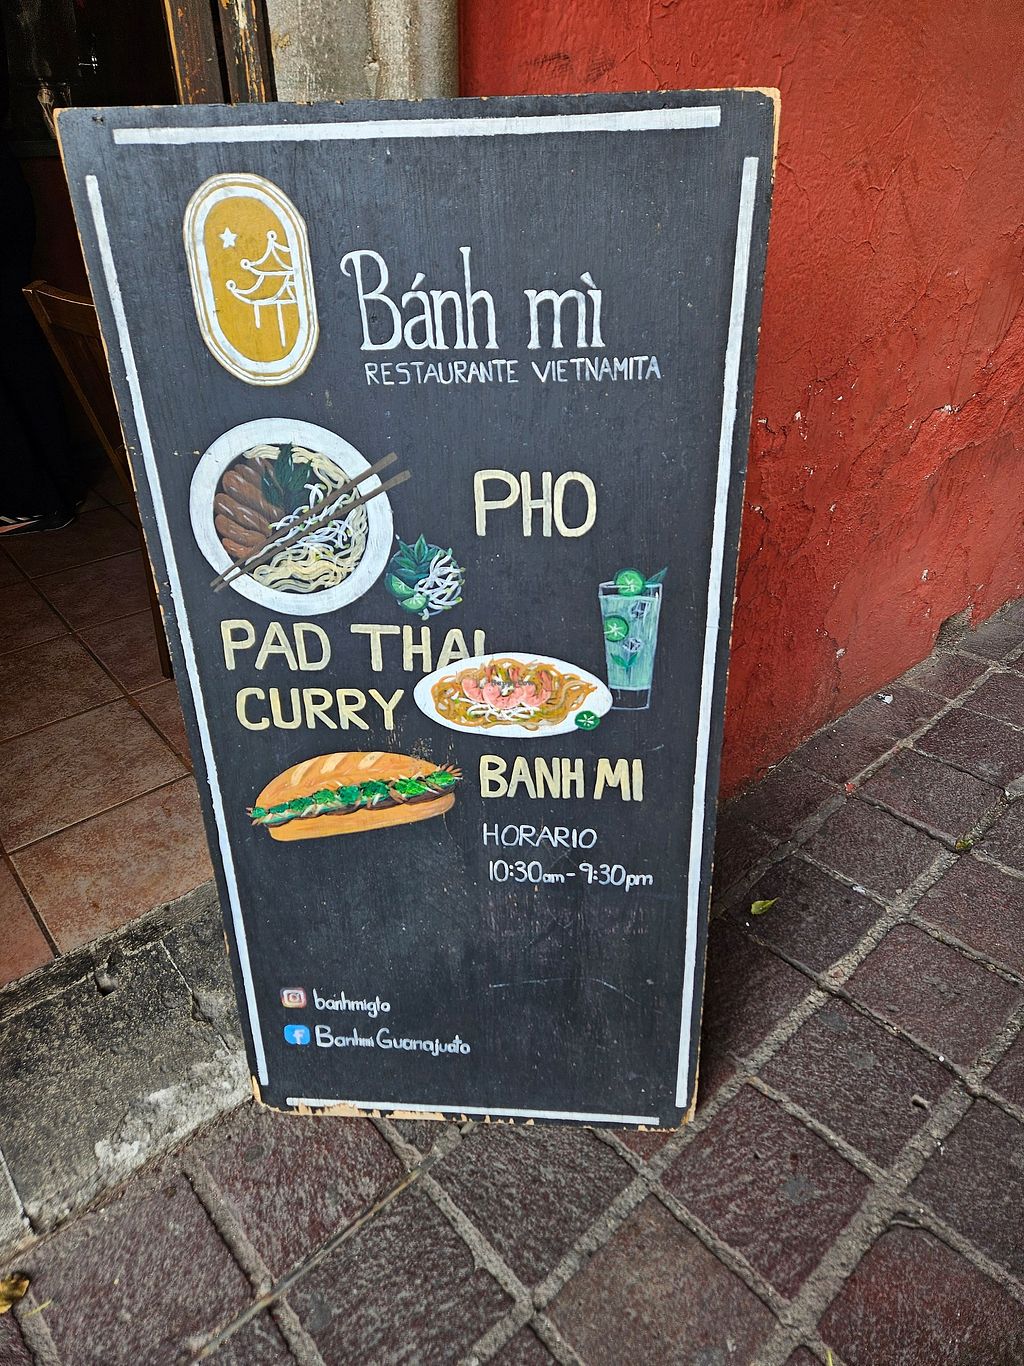 Bánh mì
RESTAURANTE VIETNAMITA
PHO
PAD THAI
CURRY
BANH MI
HORARIO
10:30am - 9:30pm
banhmigto
Banhmi Guanajuato